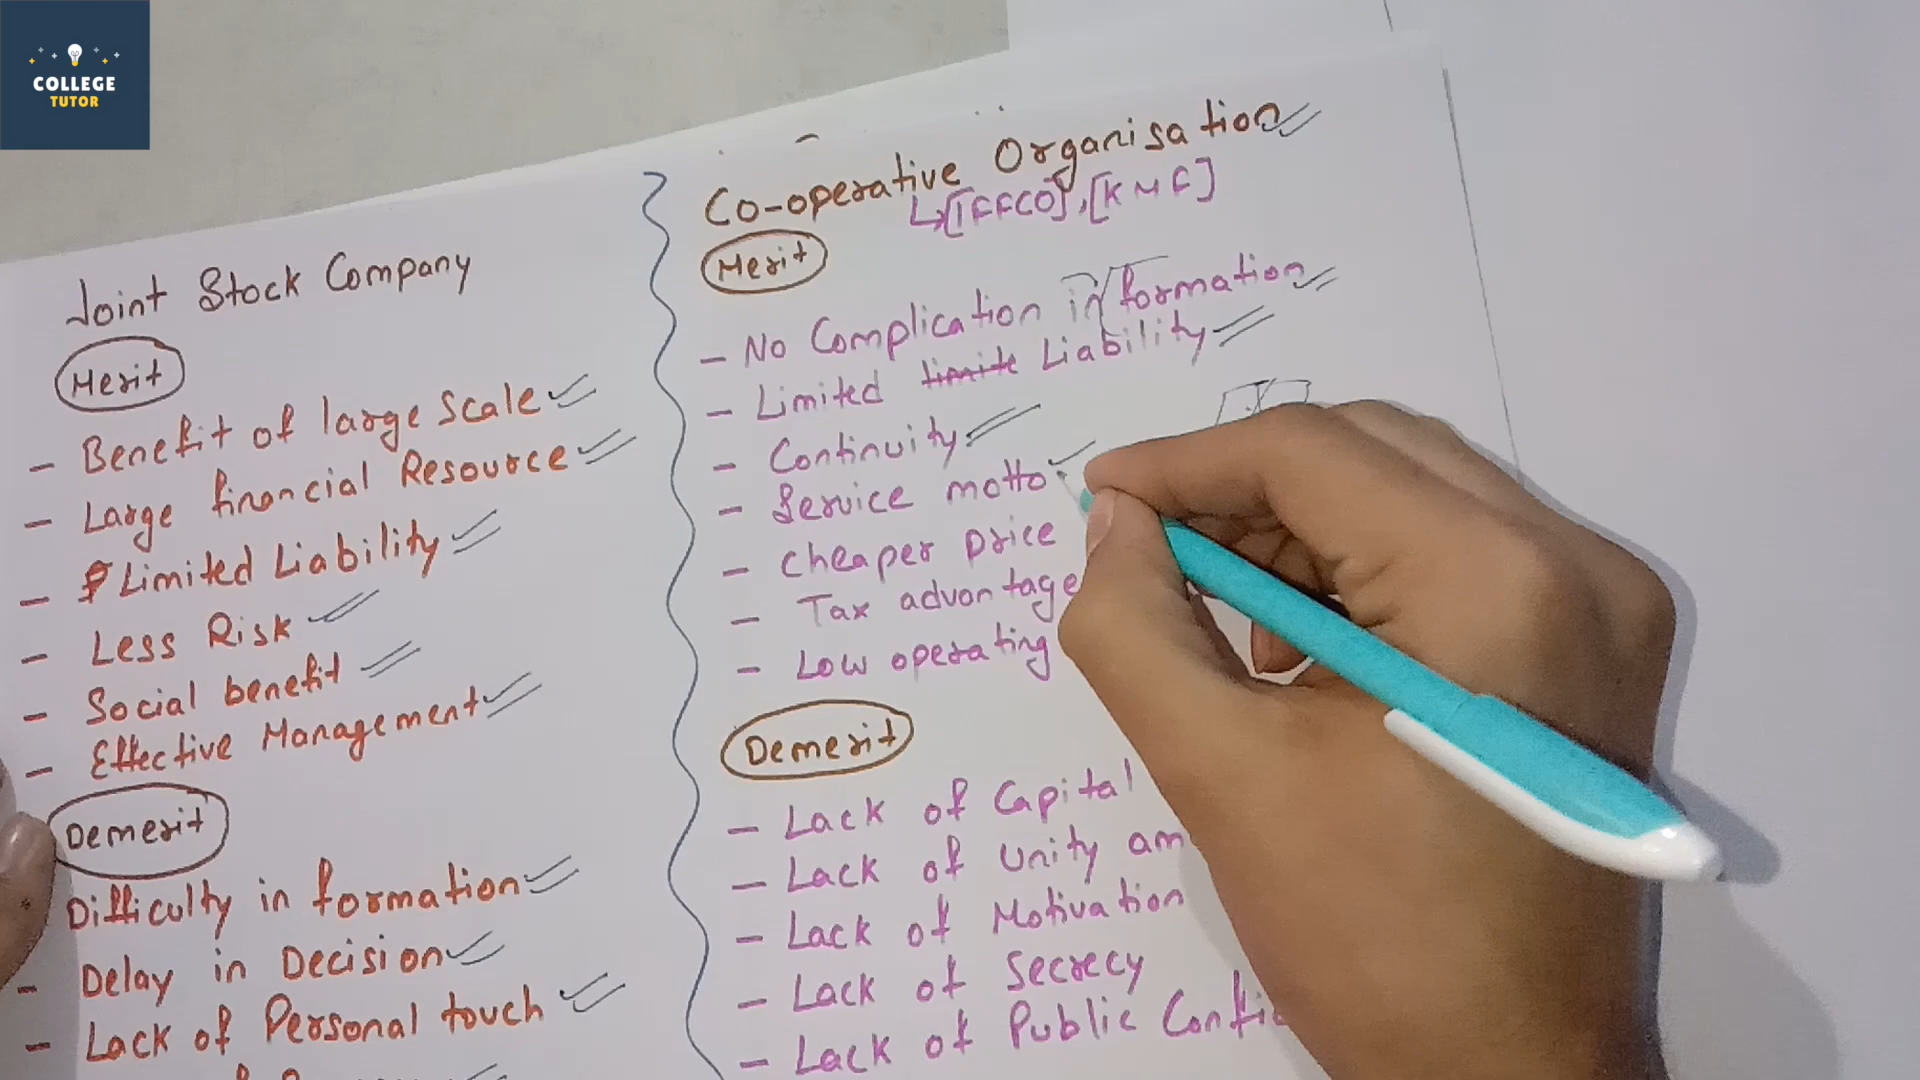 COLLEGE
TUTOR
Joint Stock Company
Merit
- Benefit of large Scale
- Large financial Resource
- Limited Liability
- Less Risk
- Social benefit
- Effective Management
Demerit
Difficulty in formation
- Delay in Decision
- Lack of Personal touch
Co-operative Organisation
[IFFCO], [KMF]
Merit
- No Complication in formation
- Limited limite Liability
- Continuity
- Service motto
- Cheaper price
- Tax advantage
- Low operating
Demerit
- Lack of Capital
- Lack of Unity am
- Lack of Motivation
- Lack of Secrecy
- Lack of Public Confi